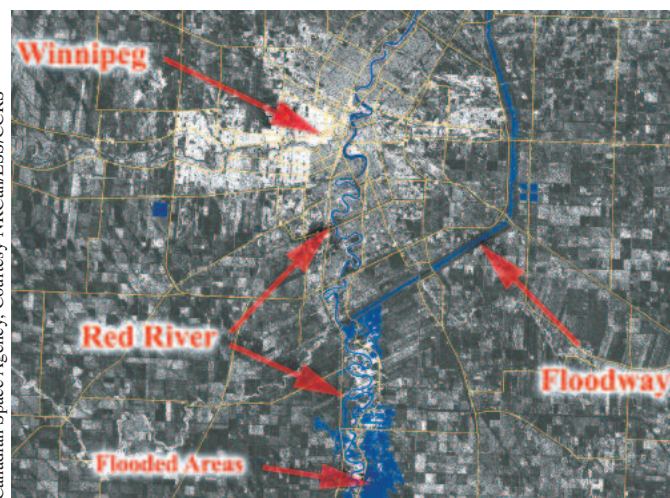 Winnipeg
Red River
Floodway
Flooded Areas
Canadian Space Agency, Courtesy NRCan/ESS/CCRS